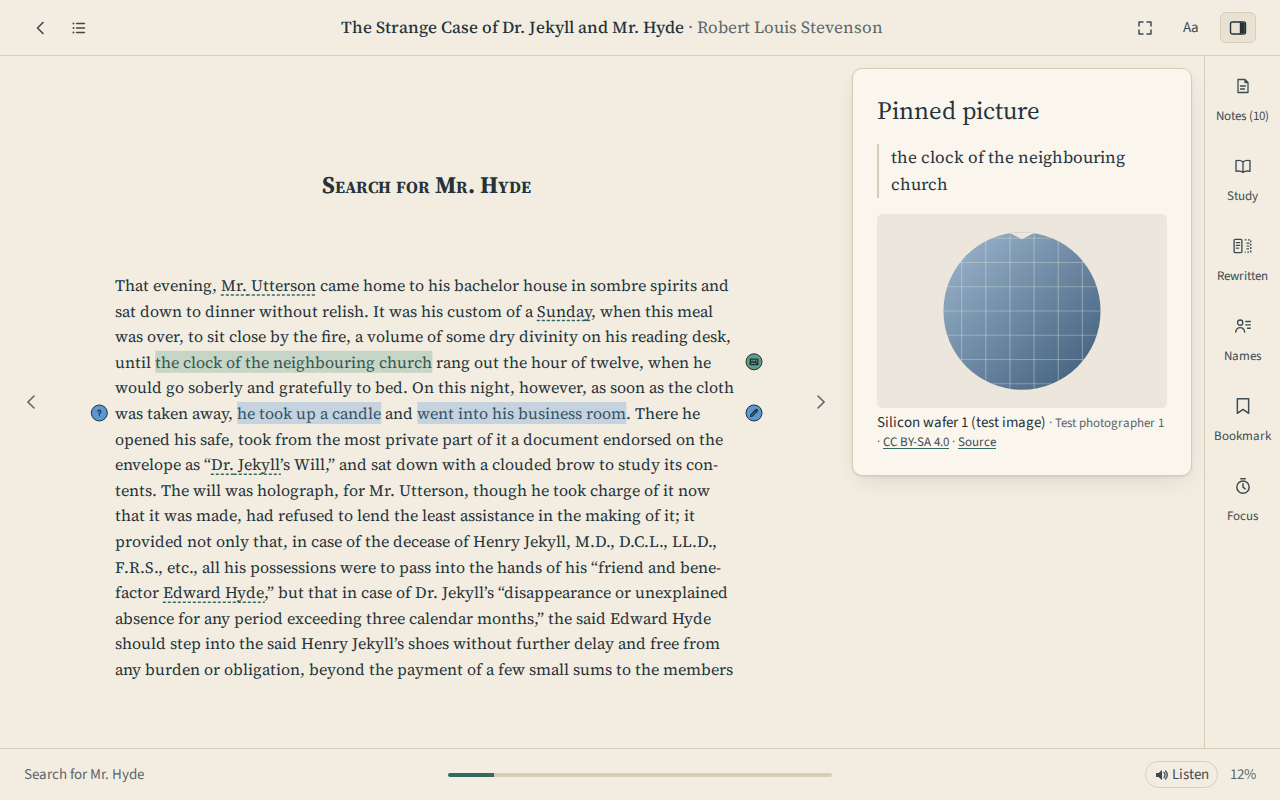 The Strange Case of Dr. Jekyll and Mr. Hyde · Robert Louis Stevenson
Aa
Search for Mr. Hyde
That evening, Mr. Utterson came home to his bachelor house in sombre spirits and
sat down to dinner without relish. It was his custom of a Sunday, when this meal
was over, to sit close by the fire, a volume of some dry divinity on his reading desk,
until the clock of the neighbouring church rang out the hour of twelve, when he
would go soberly and gratefully to bed. On this night, however, as soon as the cloth
was taken away, he took up a candle and went into his business room. There he
opened his safe, took from the most private part of it a document endorsed on the
envelope as “Dr. Jekyll’s Will,” and sat down with a clouded brow to study its con-
tents. The will was holograph, for Mr. Utterson, though he took charge of it now
that it was made, had refused to lend the least assistance in the making of it; it
provided not only that, in case of the decease of Henry Jekyll, M.D., D.C.L., LL.D.,
F.R.S., etc., all his possessions were to pass into the hands of his “friend and bene-
factor Edward Hyde,” but that in case of Dr. Jekyll’s “disappearance or unexplained
absence for any period exceeding three calendar months,” the said Edward Hyde
should step into the said Henry Jekyll’s shoes without further delay and free from
any burden or obligation, beyond the payment of a few small sums to the members
?
Pinned picture
the clock of the neighbouring
church
Silicon wafer 1 (test image) · Test photographer 1
· CC BY-SA 4.0 · Source
Notes (10)
Study
Rewritten
Names
Bookmark
Focus
Search for Mr. Hyde
Listen
12%